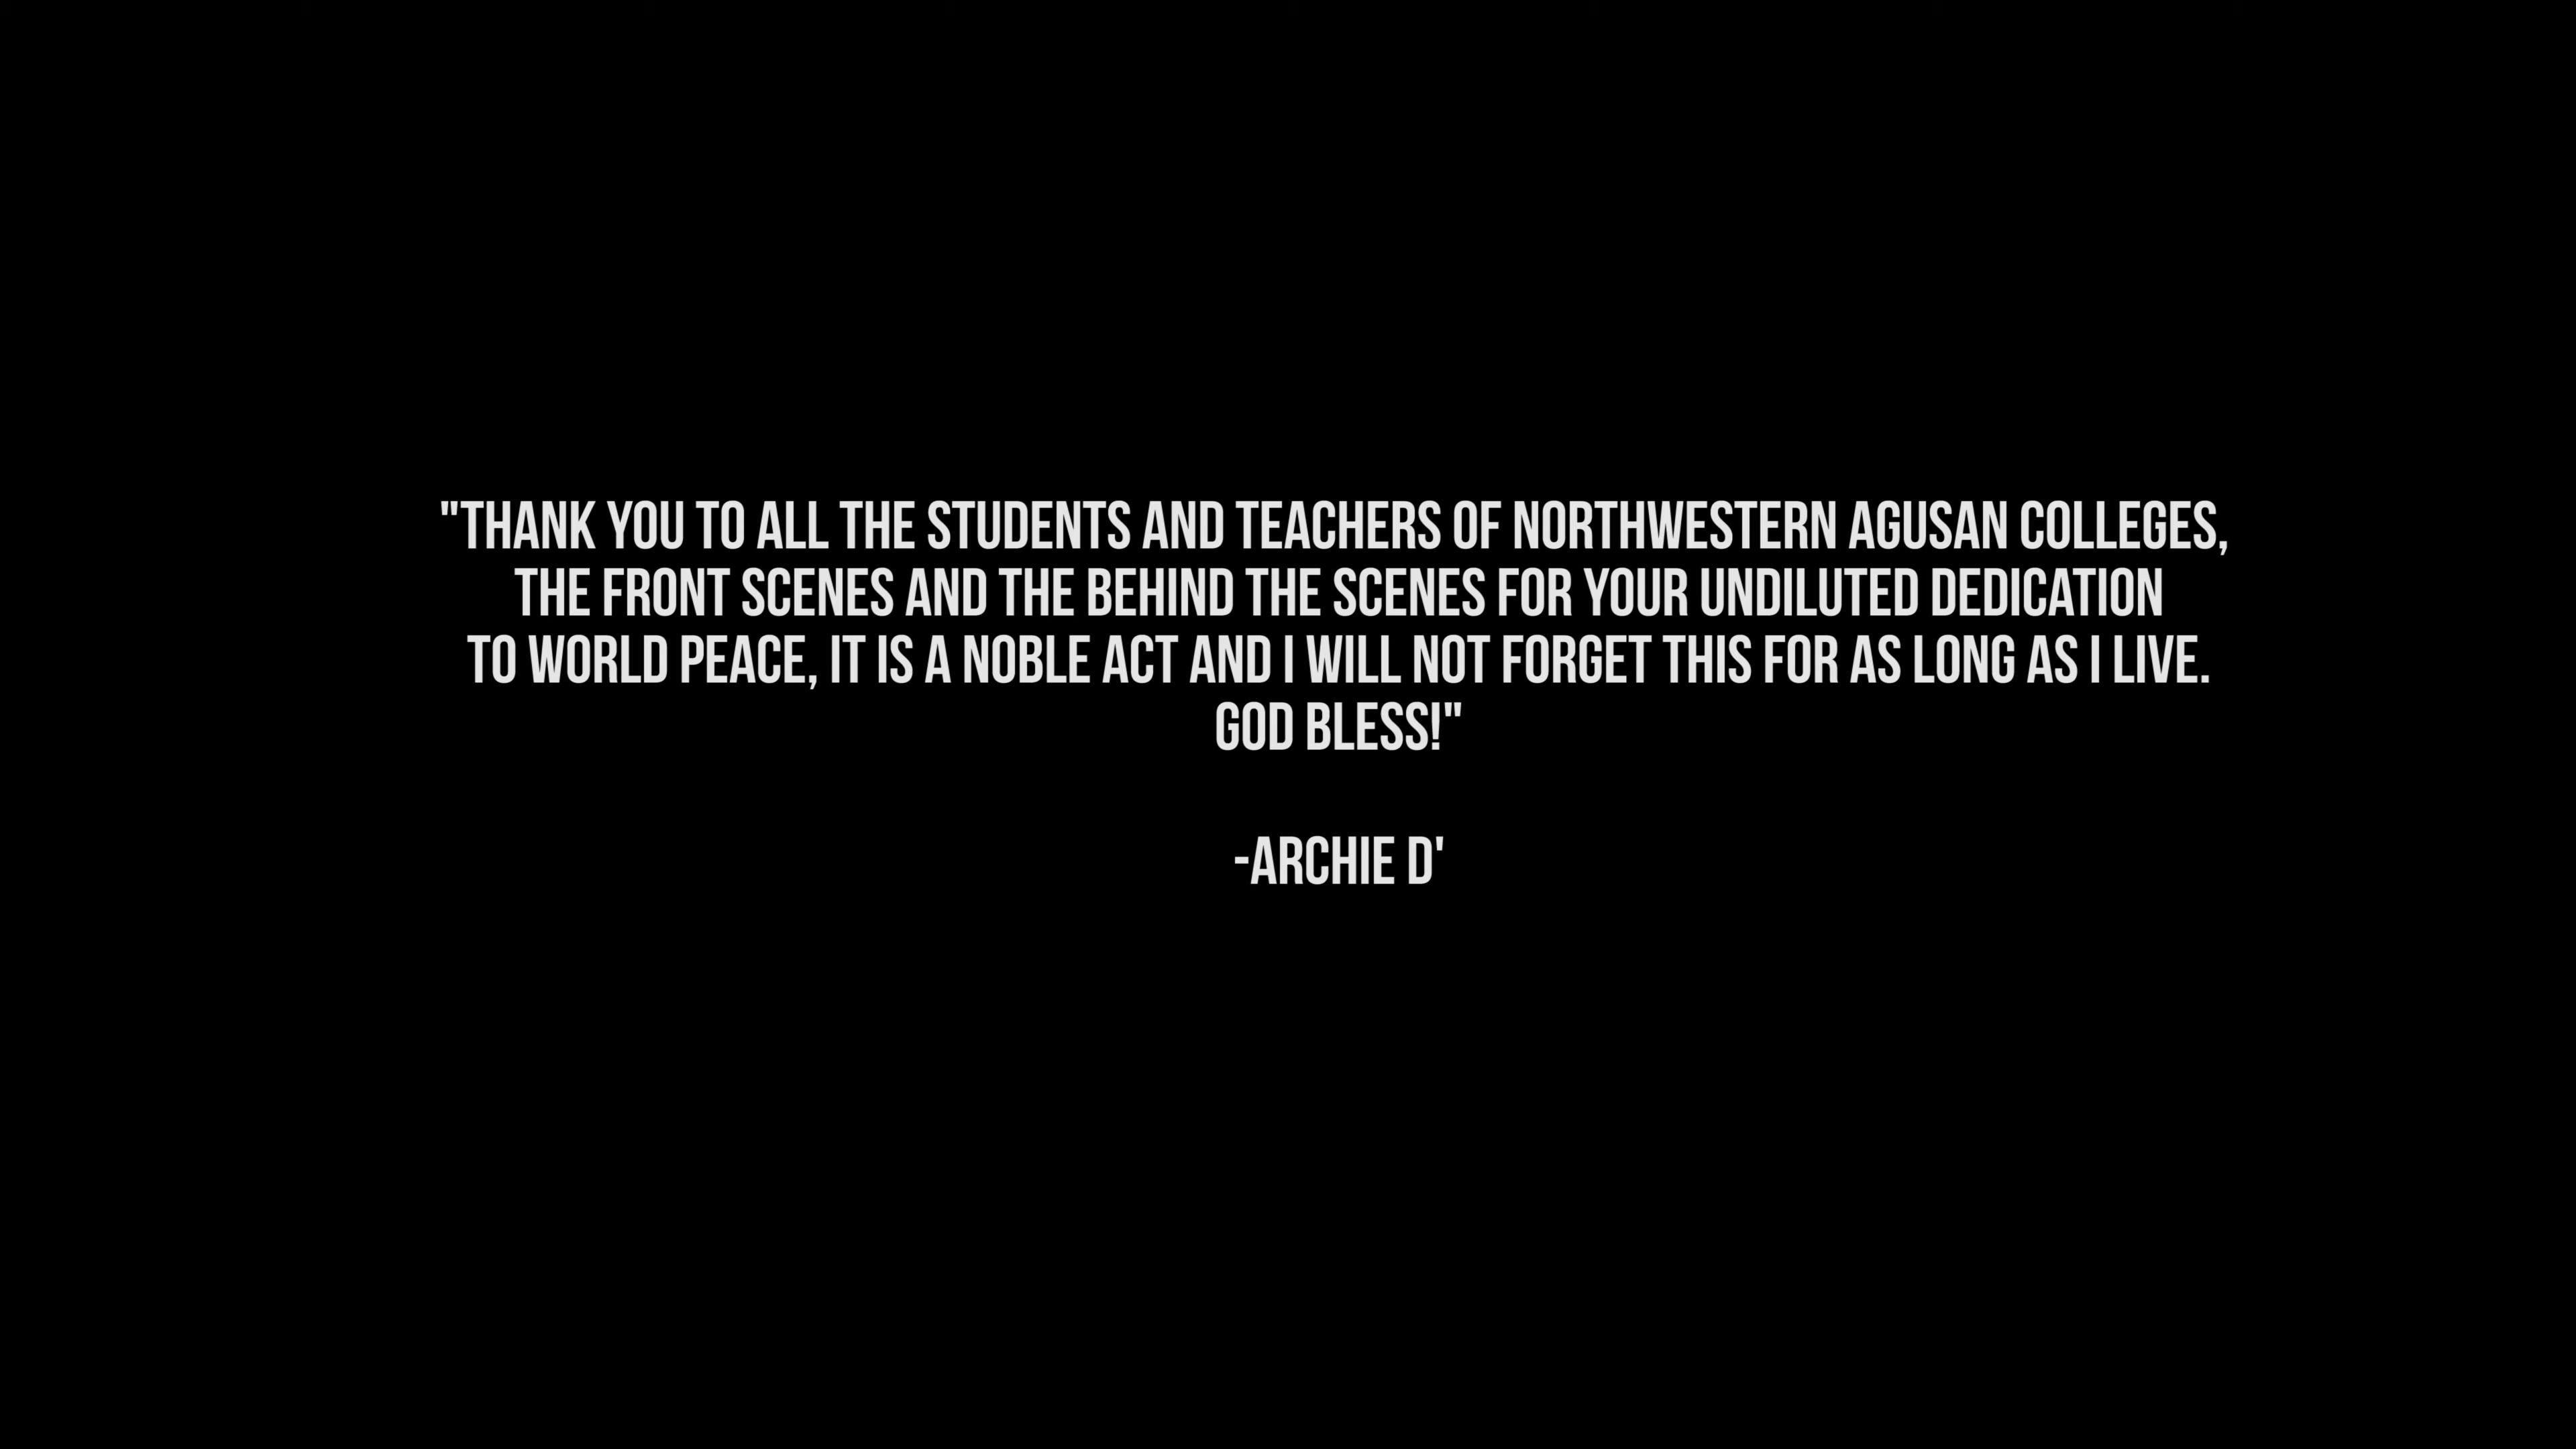 "THANK YOU TO ALL THE STUDENTS AND TEACHERS OF NORTHWESTERN AGUSAN COLLEGES,
THE FRONT SCENES AND THE BEHIND THE SCENES FOR YOUR UNDILUTED DEDICATION
TO WORLD PEACE, IT IS A NOBLE ACT AND I WILL NOT FORGET THIS FOR AS LONG AS I LIVE.
GOD BLESS!"
-ARCHIE D'